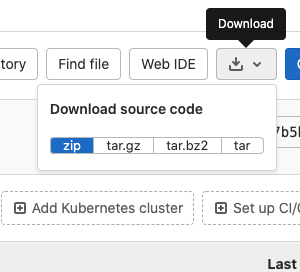 Download
tory Find file Web IDE
Download source code
zip tar.gz tar.bz2 tar
7b5
Add Kubernetes cluster Set up CI/
Last